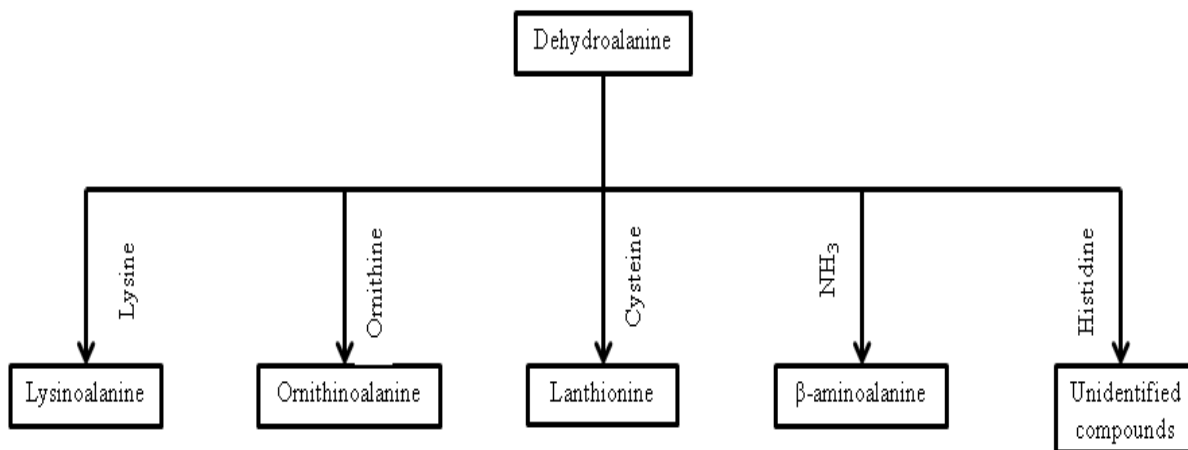 Dehydroalanine
Lysine
Ornithine
Cysteine
NH₃
Histidine
Lysinoalanine
Ornithinoalanine
Lanthionine
β-aminoalanine
Unidentified
compounds